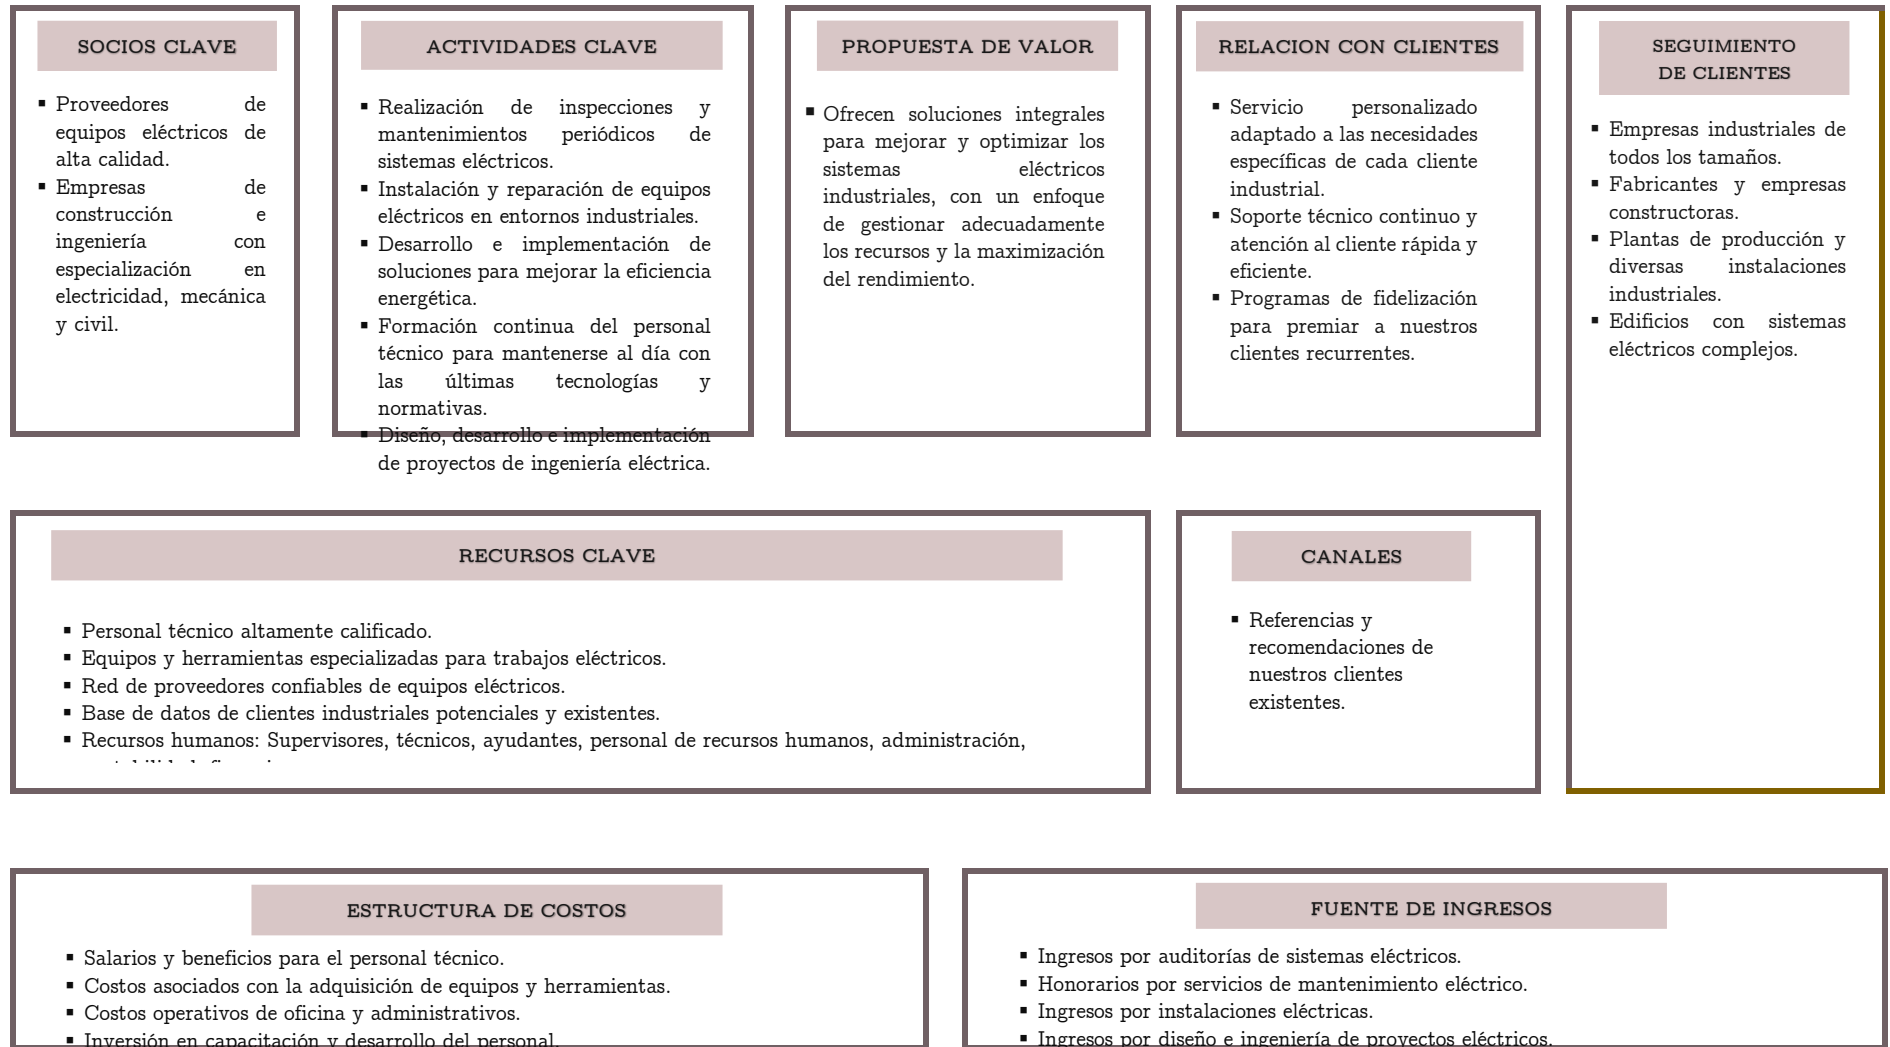 SOCIOS CLAVE
▪ Proveedores de
equipos eléctricos de
alta calidad.
▪ Empresas de
construcción e
ingeniería con
especialización en
electricidad, mecánica
y civil.
ACTIVIDADES CLAVE
▪ Realización de inspecciones y
mantenimientos periódicos de
sistemas eléctricos.
▪ Instalación y reparación de equipos
eléctricos en entornos industriales.
▪ Desarrollo e implementación de
soluciones para mejorar la eficiencia
energética.
▪ Formación continua del personal
técnico para mantenerse al día con
las últimas tecnologías y
normativas.
▪ Diseño, desarrollo e implementación
de proyectos de ingeniería eléctrica.
PROPUESTA DE VALOR
▪ Ofrecen soluciones integrales
para mejorar y optimizar los
sistemas eléctricos
industriales, con un enfoque
de gestionar adecuadamente
los recursos y la maximización
del rendimiento.
RELACION CON CLIENTES
▪ Servicio personalizado
adaptado a las necesidades
específicas de cada cliente
industrial.
▪ Soporte técnico continuo y
atención al cliente rápida y
eficiente.
▪ Programas de fidelización
para premiar a nuestros
clientes recurrentes.
SEGUIMIENTO
DE CLIENTES
▪ Empresas industriales de
todos los tamaños.
▪ Fabricantes y empresas
constructoras.
▪ Plantas de producción y
diversas instalaciones
industriales.
▪ Edificios con sistemas
eléctricos complejos.
RECURSOS CLAVE
▪ Personal técnico altamente calificado.
▪ Equipos y herramientas especializadas para trabajos eléctricos.
▪ Red de proveedores confiables de equipos eléctricos.
▪ Base de datos de clientes industriales potenciales y existentes.
▪ Recursos humanos: Supervisores, técnicos, ayudantes, personal de recursos humanos, administración,
CANALES
▪ Referencias y
recomendaciones de
nuestros clientes
existentes.
ESTRUCTURA DE COSTOS
▪ Salarios y beneficios para el personal técnico.
▪ Costos asociados con la adquisición de equipos y herramientas.
▪ Costos operativos de oficina y administrativos.
▪ Inversión en capacitación y desarrollo del personal.
FUENTE DE INGRESOS
▪ Ingresos por auditorías de sistemas eléctricos.
▪ Honorarios por servicios de mantenimiento eléctrico.
▪ Ingresos por instalaciones eléctricas.
▪ Ingresos por diseño e ingeniería de proyectos eléctricos.